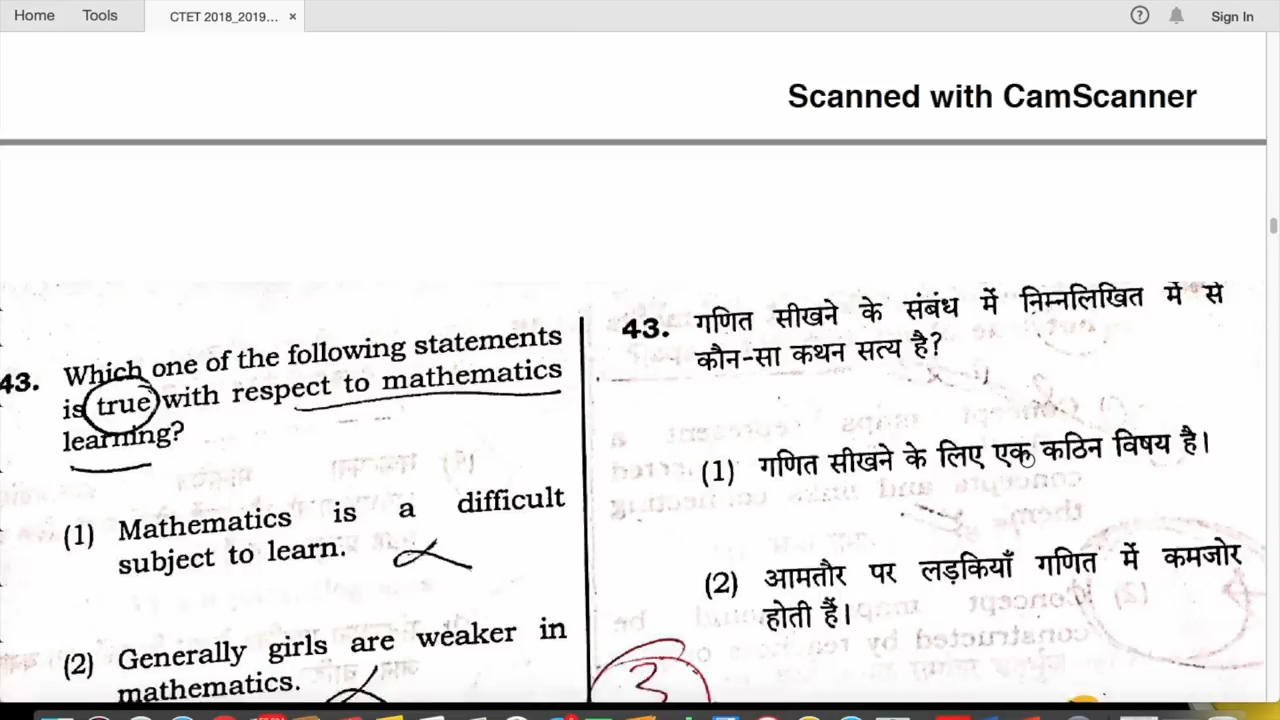 Home Tools CTET 2018_2019... × Sign In
Scanned with CamScanner
43. Which one of the following statements
is true with respect to mathematics
learning?
(1) Mathematics is a difficult
subject to learn.
(2) Generally girls are weaker in
mathematics.
43. गणित सीखने के संबंध में निम्नलिखित में से
कौन-सा कथन सत्य है?
(1) गणित सीखने के लिए एक कठिन विषय है।
(2) आमतौर पर लड़कियाँ गणित में कमजोर
होती हैं।
3